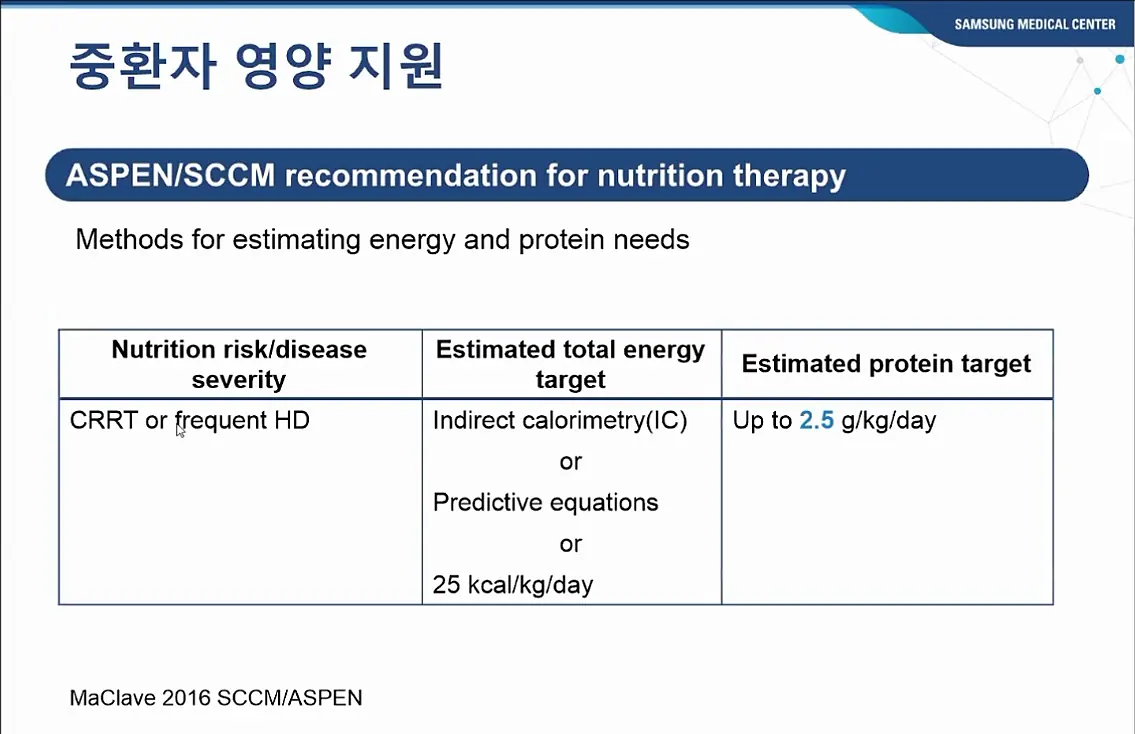 SAMSUNG MEDICAL CENTER
중환자 영양 지원
ASPEN/SCCM recommendation for nutrition therapy
Methods for estimating energy and protein needs
Nutrition risk/disease
severity
Estimated total energy
target
Estimated protein target
CRRT or frequent HD
Indirect calorimetry(IC)
or
Predictive equations
or
25 kcal/kg/day
Up to 2.5 g/kg/day
MaClave 2016 SCCM/ASPEN